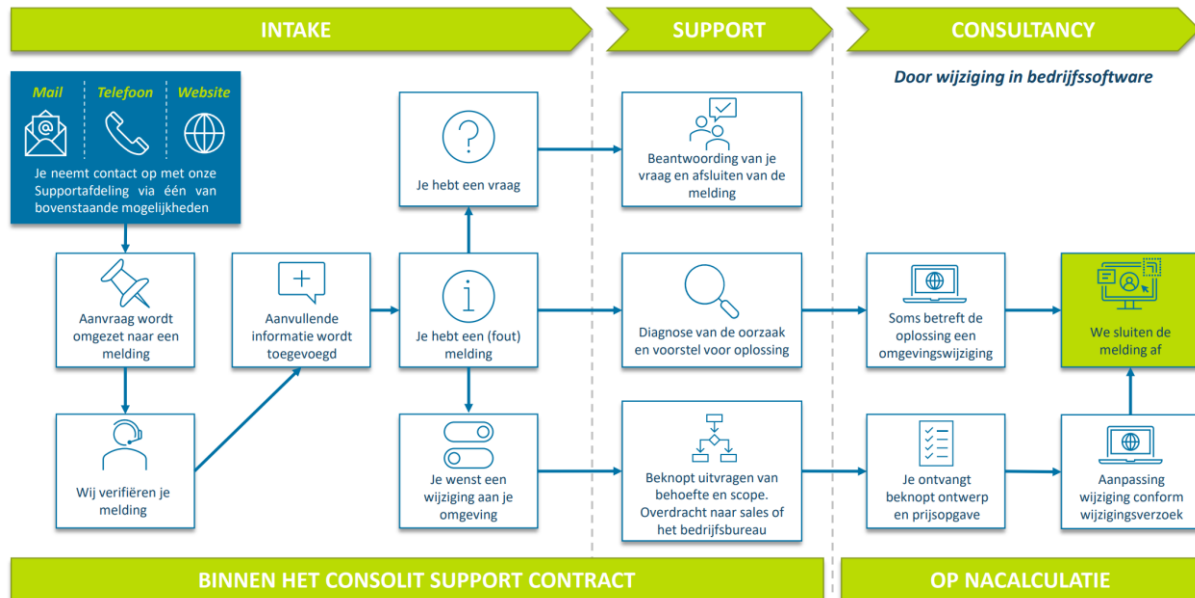 INTAKE
SUPPORT
CONSULTANCY
Door wijziging in bedrijfssoftware
Mail
Telefoon
Website
Je neemt contact op met onze
Supportafdeling via één van
bovenstaande mogelijkheden
Je hebt een vraag
Beantwoording van je
vraag en afsluiten van de
melding
Aanvraag wordt
omgezet naar een
melding
Aanvullende
informatie wordt
toegevoegd
Je hebt een (fout)
melding
Diagnose van de oorzaak
en voorstel voor oplossing
Soms betreft de
oplossing een
omgevingswijziging
We sluiten de
melding af
Wij verifiëren je
melding
Je wenst een
wijziging aan je
omgeving
Beknopt uitvragen van
behoefte en scope.
Overdracht naar sales of
het bedrijfsbureau
Je ontvangt
beknopt ontwerp
en prijsopgave
Aanpassing
wijziging conform
wijzigingsverzoek
BINNEN HET CONSOLIT SUPPORT CONTRACT
OP NACALCULATIE